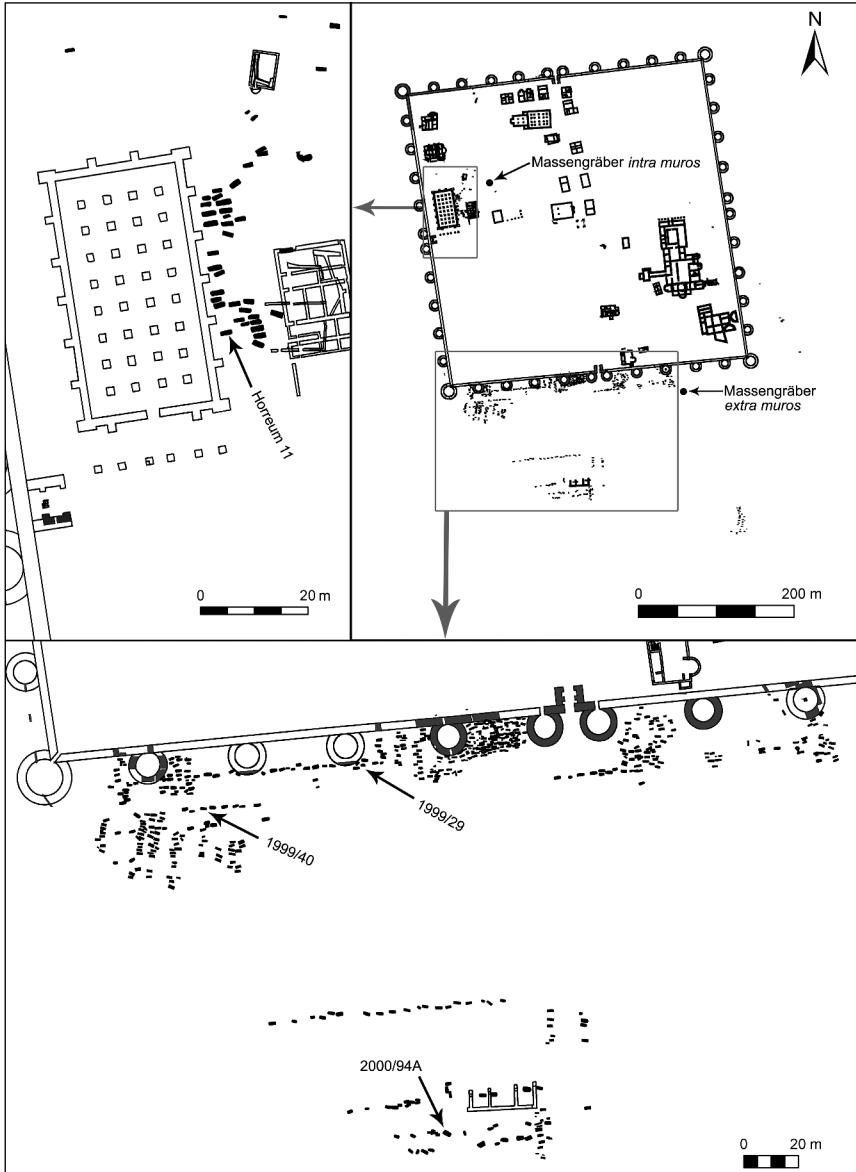 N
Massengräber intra muros
Massengräber
extra muros
Horreum 11
0 20 m
0 200 m
1999/29
1999/40
2000/94A
0 20 m